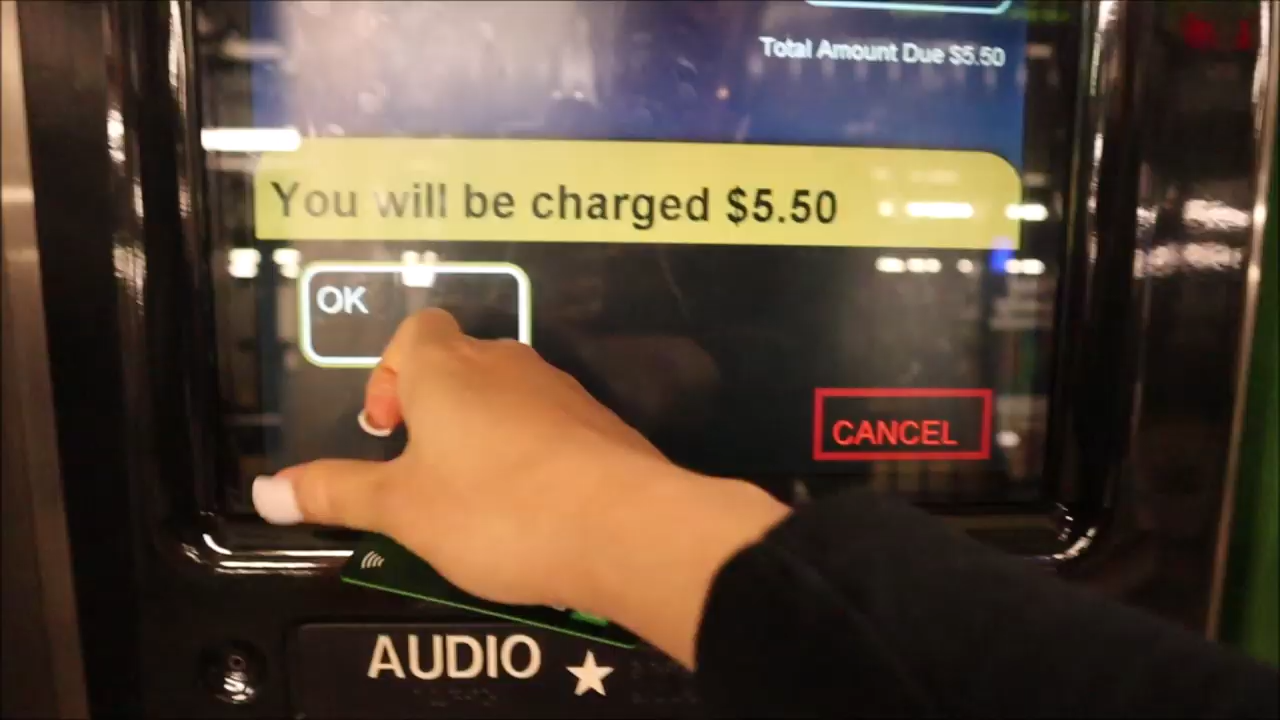 Total Amount Due $5.50
You will be charged $5.50
OK
CANCEL
AUDIO